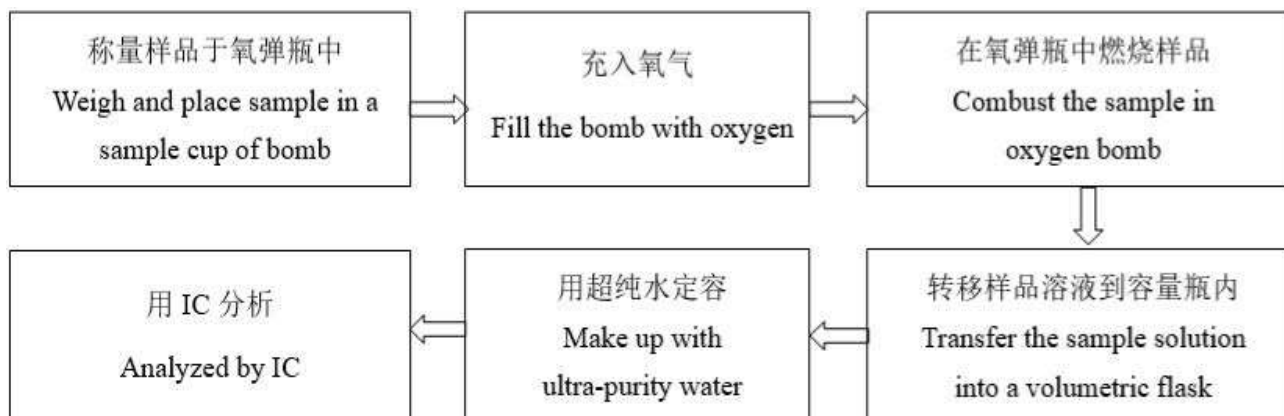 称量样品于氧弹瓶中
Weigh and place sample in a
sample cup of bomb
充入氧气
Fill the bomb with oxygen
在氧弹瓶中燃烧样品
Combust the sample in
oxygen bomb
转移样品溶液到容量瓶内
Transfer the sample solution
into a volumetric flask
用超纯水定容
Make up with
ultra-purity water
用 IC 分析
Analyzed by IC